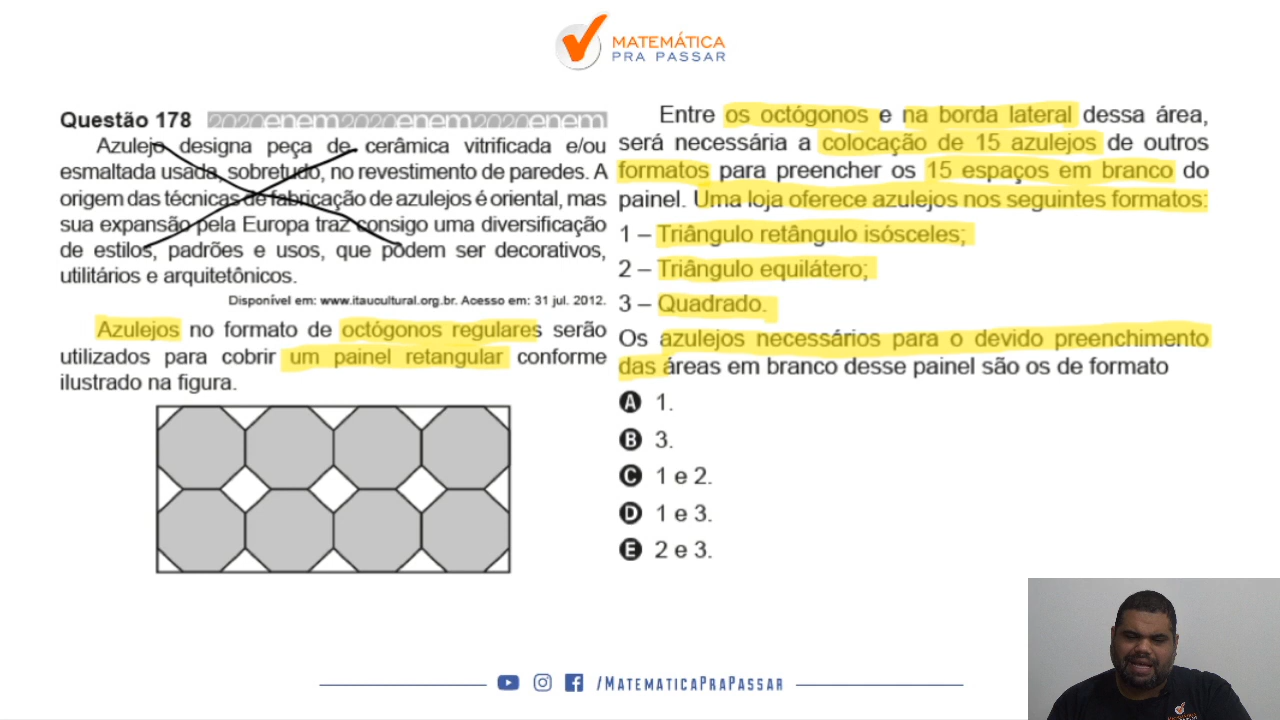 MATEMÁTICA
PRA PASSAR
Questão 178 2020enem2020enem2020enem
Azulejo designa peça de cerâmica vitrificada e/ou
esmaltada usada, sobretudo, no revestimento de paredes. A
origem das técnicas de fabricação de azulejos é oriental, mas
sua expansão pela Europa traz consigo uma diversificação
de estilos, padrões e usos, que podem ser decorativos,
utilitários e arquitetônicos.
Disponível em: www.itaucultural.org.br. Acesso em: 31 jul. 2012.
Azulejos no formato de octógonos regulares serão
utilizados para cobrir um painel retangular conforme
ilustrado na figura.
Entre os octógonos e na borda lateral dessa área,
será necessária a colocação de 15 azulejos de outros
formatos para preencher os 15 espaços em branco do
painel. Uma loja oferece azulejos nos seguintes formatos:
1 – Triângulo retângulo isósceles;
2 – Triângulo equilátero;
3 – Quadrado.
Os azulejos necessários para o devido preenchimento
das áreas em branco desse painel são os de formato
A 1.
B 3.
C 1 e 2.
D 1 e 3.
E 2 e 3.
/MATEMATICAPRAPASSAR